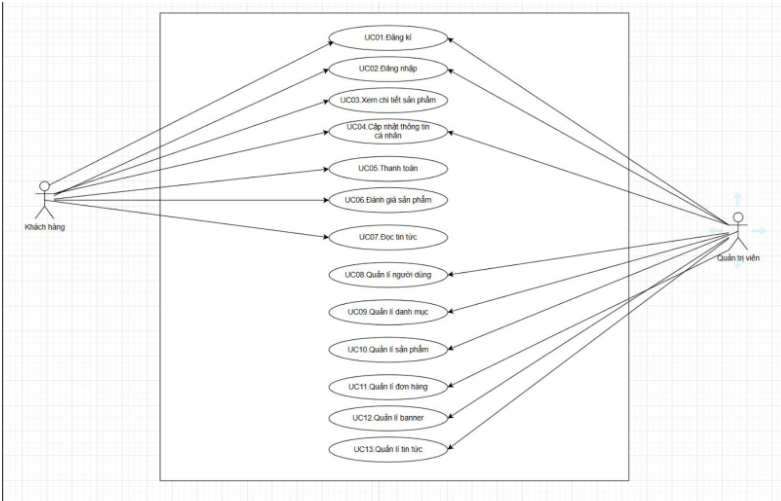 UC01.Đăng kí
UC02.Đăng nhập
UC03.Xem chi tiết sản phẩm
UC04.Cập nhật thông tin
cá nhân
UC05.Thanh toán
UC06.Đánh giá sản phẩm
UC07.Đọc tin tức
UC08.Quản lí người dùng
UC09.Quản lí danh mục
UC10.Quản lí sản phẩm
UC11.Quản lí đơn hàng
UC12.Quản lí banner
UC13.Quản lí tin tức
Khách hàng
Quản trị viên